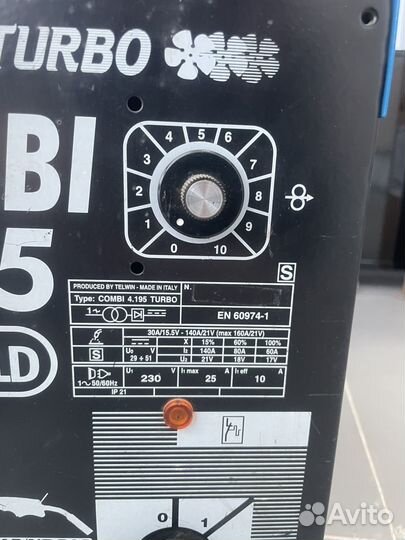 TURBO
BI
5
LD
0 1 2 3 4 5 6 7 8 9 10
S
PRODUCED BY TELWIN - MADE IN ITALY N.
Type: COMBI 4.195 TURBO
1~ EN 60974-1
30A/15.5V - 140A/21V (max 160A/21V)
X 15% 60% 100%
S U₀ V I₂ 140A 80A 60A
29 ÷ 51 U₂ 21V 18V 17V
U₁ V I₁ max A I₁ eff A
1~50/60Hz 230 25 10
IP 21
0 1
Avito